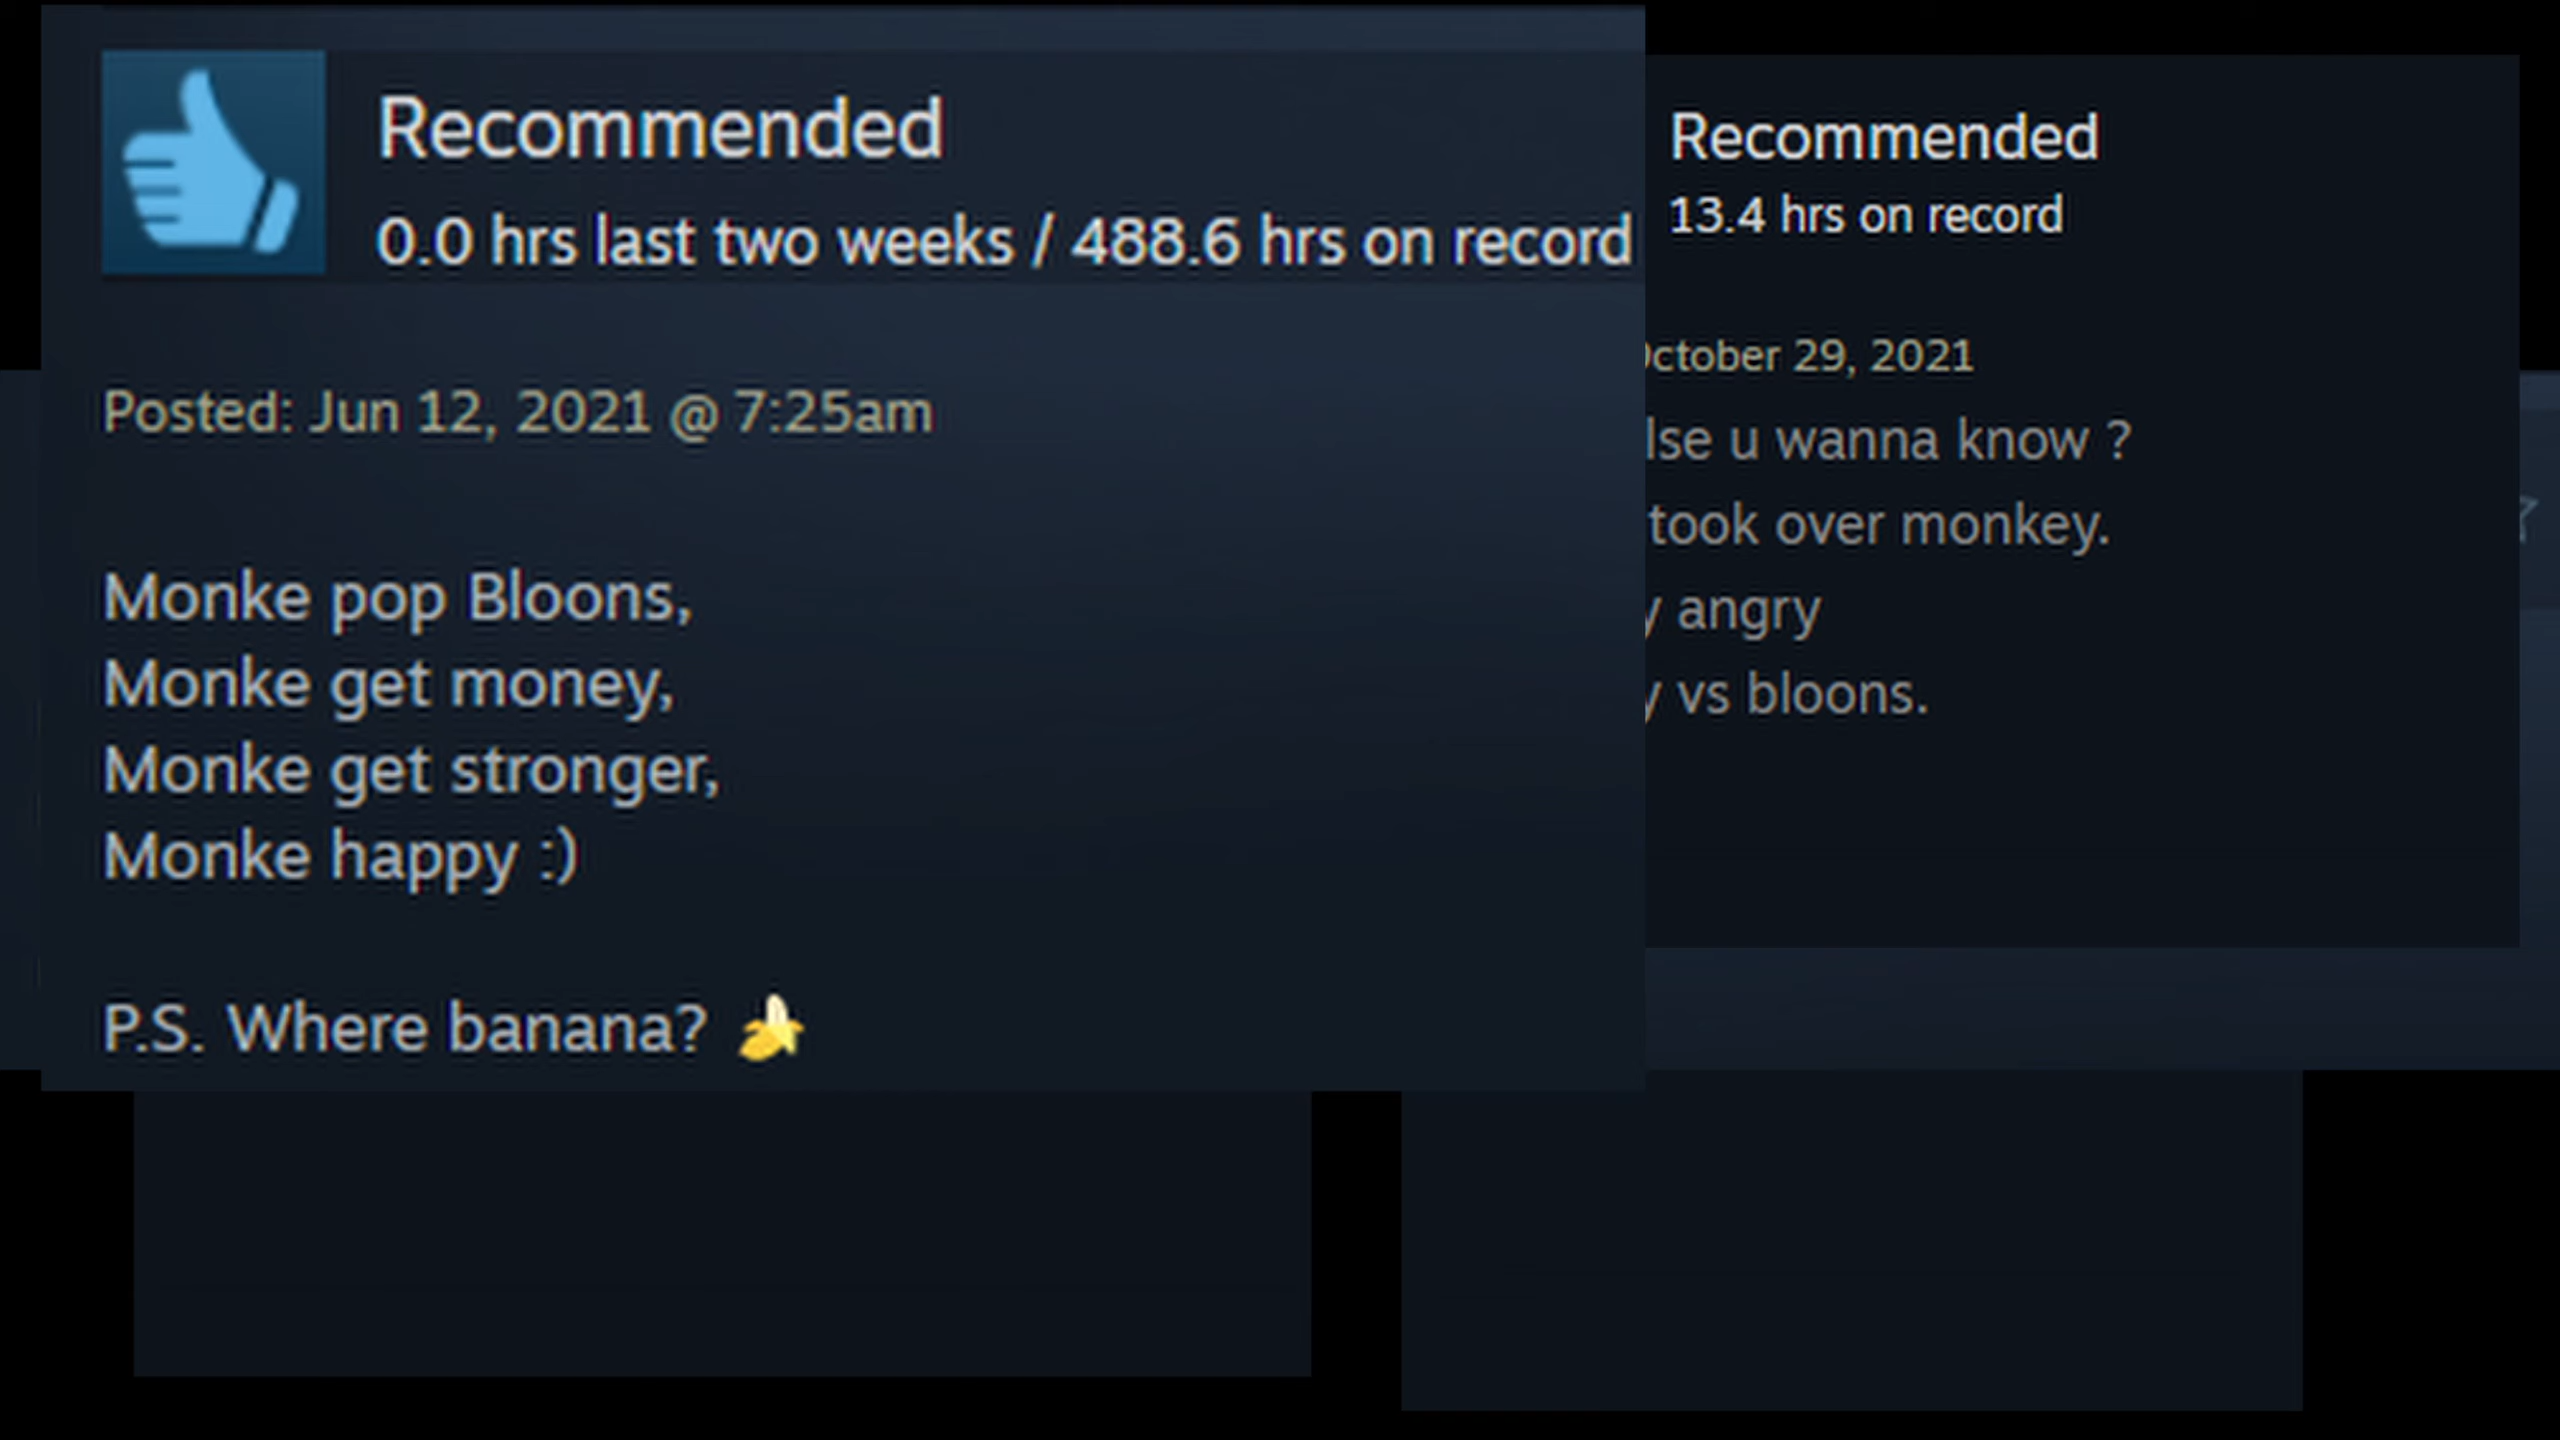 Recommended
0.0 hrs last two weeks / 488.6 hrs on record
Posted: Jun 12, 2021 @ 7:25am
Monke pop Bloons,
Monke get money,
Monke get stronger,
Monke happy :)
P.S. Where banana? 🍌
Recommended
13.4 hrs on record
October 29, 2021
u wanna know ?
took over monkey.
angry
vs bloons.